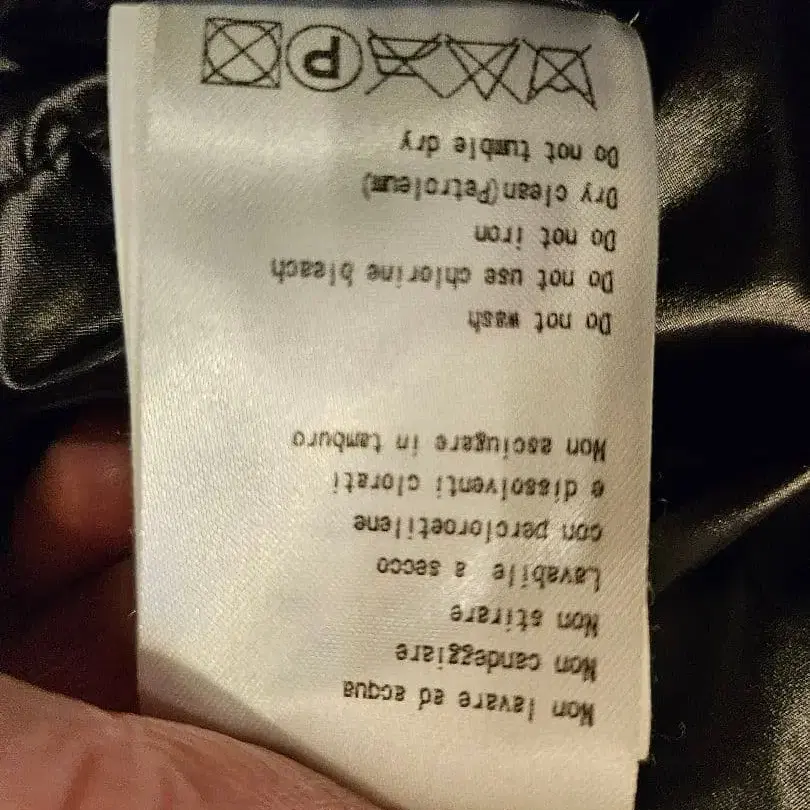 Non lavare ed acqua
Non candeggiare
Non stirare
Lavabile a secco
con percloroetilene
e dissolventi clorati
Non asciugare in tamburo
Do not wash
Do not use chlorine bleach
Do not iron
Dry clean(Petroleum)
Do not tumble dry
P